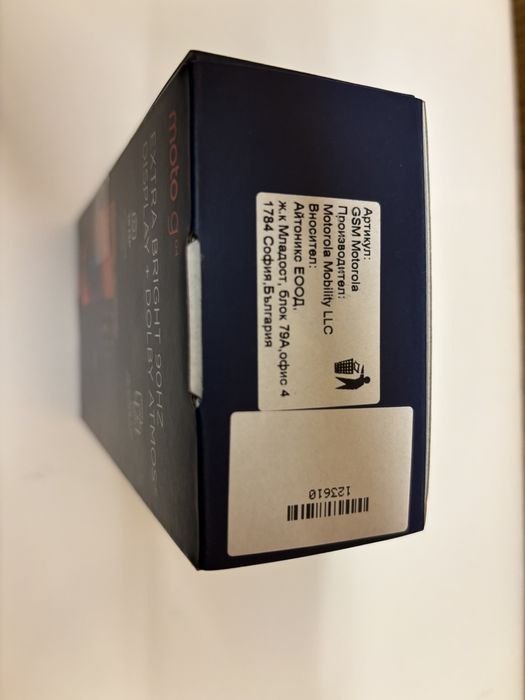 moto g 04
EXTRA BRIGHT 90HZ
DISPLAY + DOLBY ATMOS®
Артикул:
GSM Motorola
Производител:
Motorola Mobility LLC
Вносител:
Айтоникс ЕООД,
ж.к Младост, блок 79А,офис 4
1784 София,България
123610